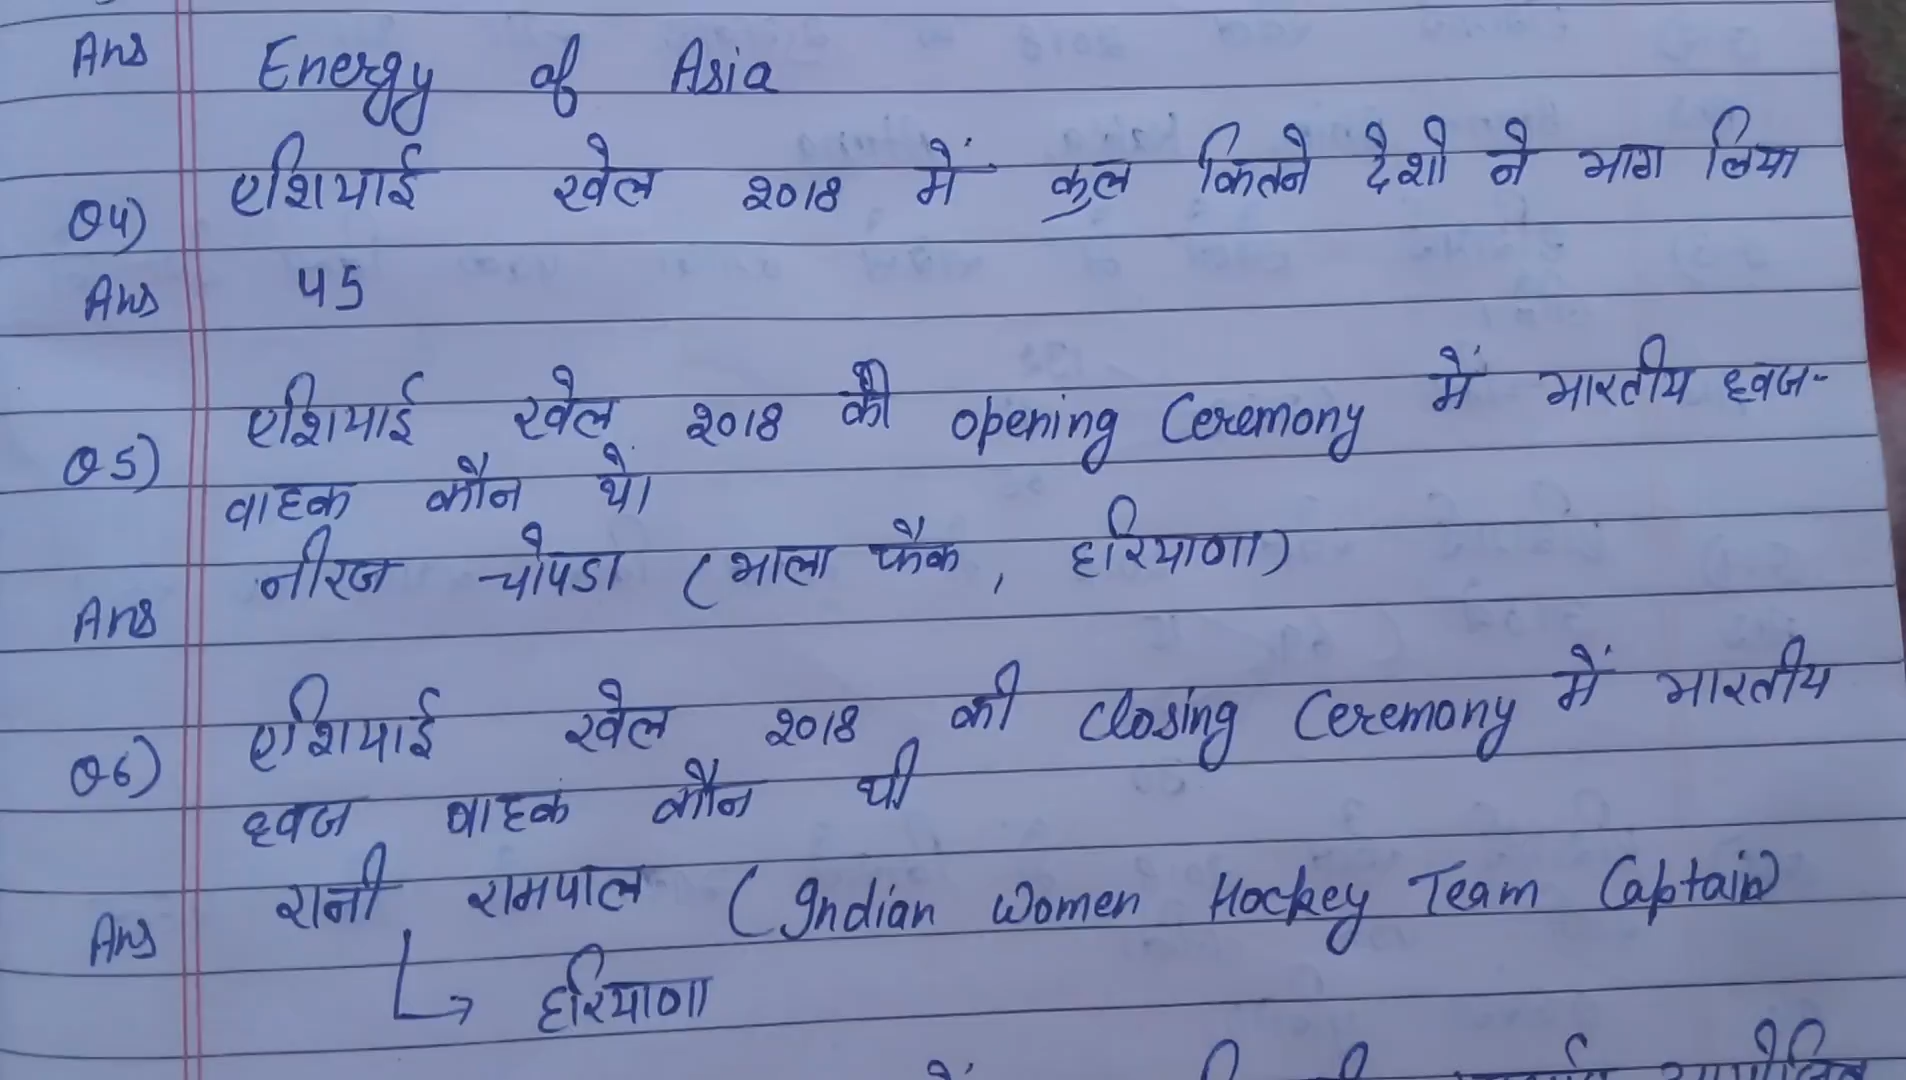 Ans Energy of Asia
Q4) एशियाई खेल 2018 में कुल कितने देशो ने भाग लिया
Ans 45
Q5) एशियाई खेल 2018 की opening Ceremony में भारतीय ध्वज-
वाहक कौन थे।
Ans नीरज चोपडा (भाला फैक, हरियाणा)
Q6) एशियाई खेल 2018 की Closing Ceremony में भारतीय
ध्वज वाहक कौन थी
Ans रानी रामपाल (Indian Women Hockey Team Captain)
↳ हरियाणा